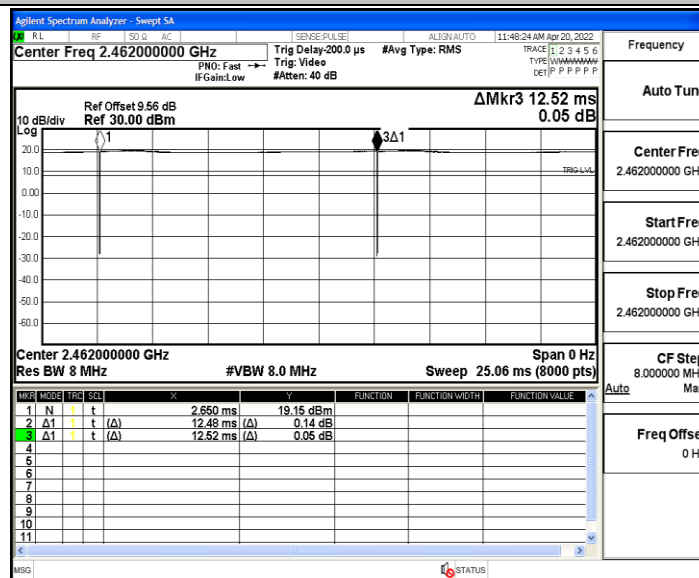 Agilent Spectrum Analyzer - Swept SA
RL RF 50 Ω AC SENSE:PULSE ALIGN AUTO 11:48:24 AM Apr 20, 2022
Center Freq 2.462000000 GHz
PNO: Fast
IFGain:Low
Trig Delay-200.0 µs
Trig: Video
#Atten: 40 dB
#Avg Type: RMS
TRACE 1 2 3 4 5 6
TYPE
DET P P P P P P
Frequency
Auto Tun
Ref Offset 9.56 dB
Ref 30.00 dBm
10 dB/div
Log
ΔMkr3 12.52 ms
0.05 dB
1
3Δ1
20.0
10.0
0.00
-10.0
-20.0
-30.0
-40.0
-50.0
-60.0
TRIG LVL
Center Fre
2.462000000 GH
Start Fre
2.462000000 GH
Stop Fre
2.462000000 GH
CF Step
8.000000 MH
Auto Ma
Freq Offse
0 H
Center 2.462000000 GHz Span 0 Hz
Res BW 8 MHz #VBW 8.0 MHz Sweep 25.06 ms (8000 pts)
MKR MODE TRC SCL X Y FUNCTION FUNCTION WIDTH FUNCTION VALUE
1 N 1 t 2.650 ms 19.15 dBm
2 Δ1 1 t (Δ) 12.48 ms (Δ) 0.14 dB
3 Δ1 1 t (Δ) 12.52 ms (Δ) 0.05 dB
4
5
6
7
8
9
10
11
MSG STATUS